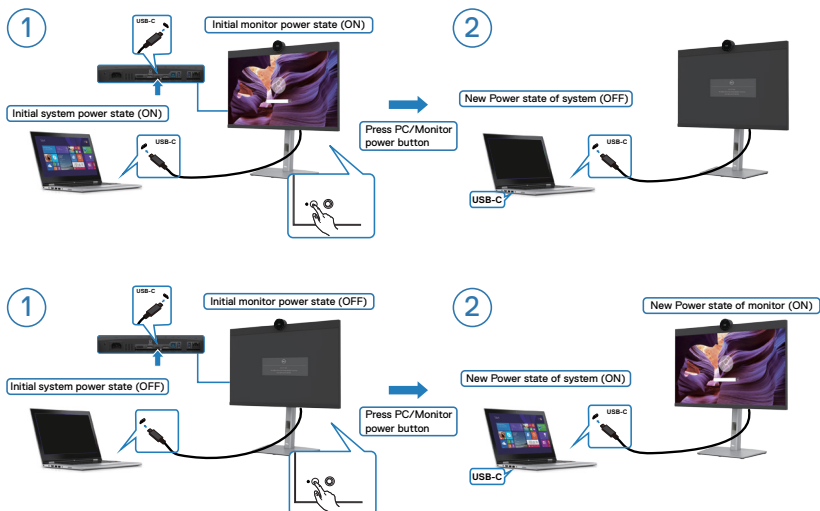 1
USB-C
Initial monitor power state (ON)
2
Initial system power state (ON)
USB-C
Press PC/Monitor
power button
New Power state of system (OFF)
USB-C
USB-C
1
USB-C
Initial monitor power state (OFF)
2
New Power state of monitor (ON)
Initial system power state (OFF)
Press PC/Monitor
power button
New Power state of system (ON)
USB-C
USB-C